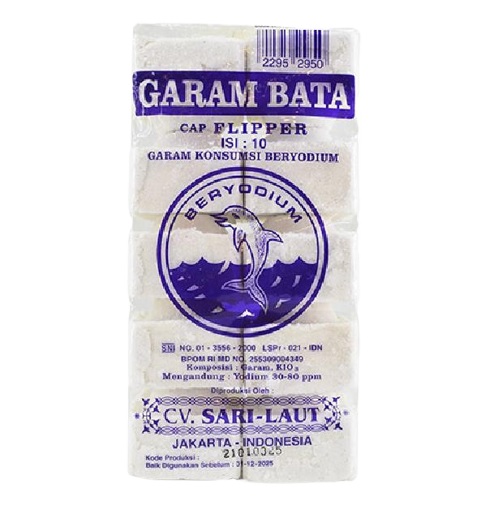 2295 2950
GARAM BATA
CAP FLIPPER
ISI : 10
GARAM KONSUMSI BERYODIUM
BERYODIUM
SNI NO. 01 - 3556 - 2000 LSPr - 021 - IDN
BPOM RI MD NO. 255309004349
Komposisi : Garam, KIO3
Mengandung : Yodium 30-80 ppm
Diproduksi Oleh :
CV. SARI-LAUT
JAKARTA - INDONESIA
21010325
Kode Produksi :
Baik Digunakan Sebelum : 31-12-2025